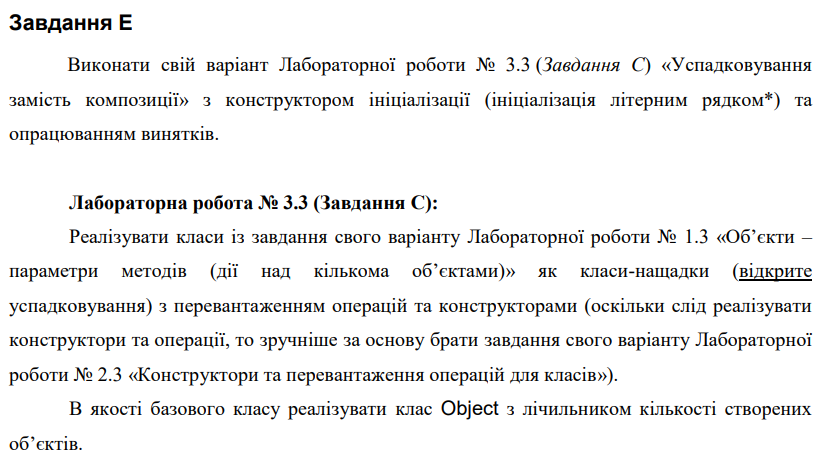 Завдання E
Виконати свій варіант Лабораторної роботи № 3.3 (Завдання C) «Успадковування
замість композиції» з конструктором ініціалізації (ініціалізація літерним рядком*) та
опрацюванням винятків.
Лабораторна робота № 3.3 (Завдання C):
Реалізувати класи із завдання свого варіанту Лабораторної роботи № 1.3 «Об’єкти –
параметри методів (дії над кількома об’єктами)» як класи-нащадки (відкрите
успадковування) з перевантаженням операцій та конструкторами (оскільки слід реалізувати
конструктори та операції, то зручніше за основу брати завдання свого варіанту Лабораторної
роботи № 2.3 «Конструктори та перевантаження операцій для класів»).
В якості базового класу реалізувати клас Object з лічильником кількості створених
об’єктів.